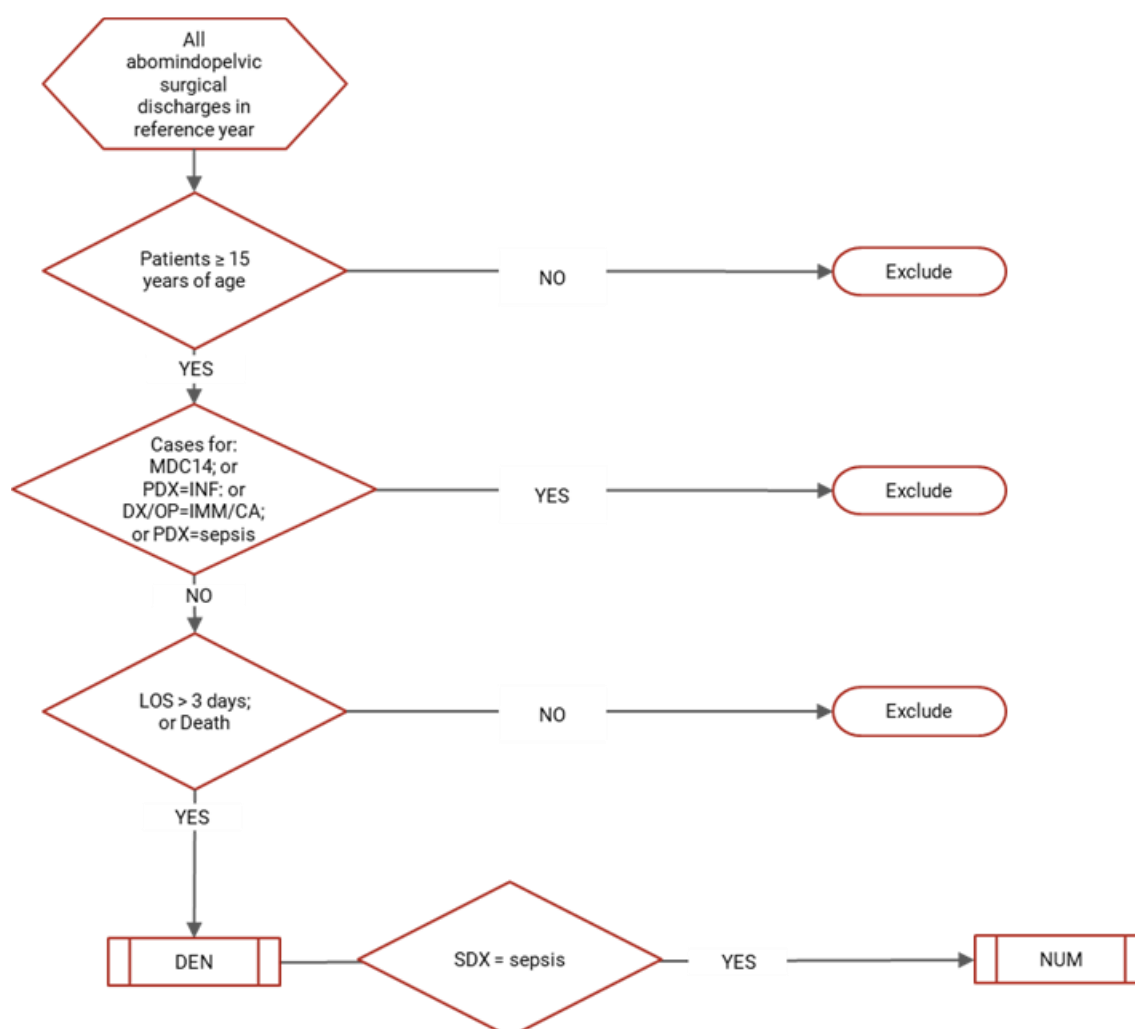 All
abomindopelvic
surgical
discharges in
reference year
Patients ≥ 15
years of age
NO
Exclude
YES
Cases for:
MDC14; or
PDX=INF: or
DX/OP=IMM/CA;
or PDX=sepsis
YES
Exclude
NO
LOS > 3 days;
or Death
NO
Exclude
YES
DEN
SDX = sepsis
YES
NUM